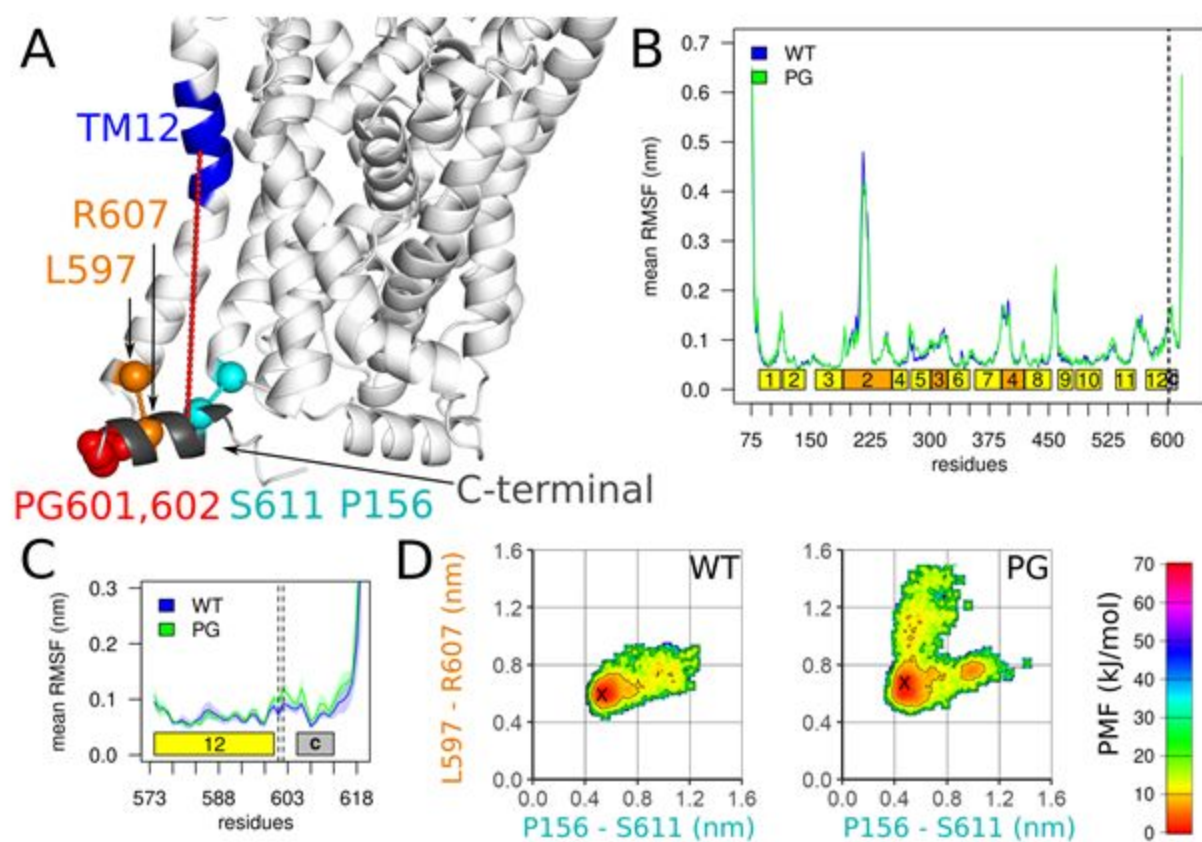 A
TM12
R607
L597
PG601,602 S611 P156
C-terminal
B
WT
PG
mean RMSF (nm)
0.7
0.6
0.5
0.4
0.3
0.2
0.1
0.0
1 2 3 2 4 5 3 6 7 4 8 9 10 11 12 C
75 150 225 300 375 450 525 600
residues
C
WT
PG
mean RMSF (nm)
0.3
0.2
0.1
0.0
12 c
573 588 603 618
residues
D
L597 - R607 (nm)
WT
1.6
1.2
0.8
0.4
0.0
0.0 0.4 0.8 1.2 1.6
X
P156 - S611 (nm)
PG
1.6
1.2
0.8
0.4
0.0
0.0 0.4 0.8 1.2 1.6
X
P156 - S611 (nm)
PMF (kJ/mol)
70
60
50
40
30
20
10
0